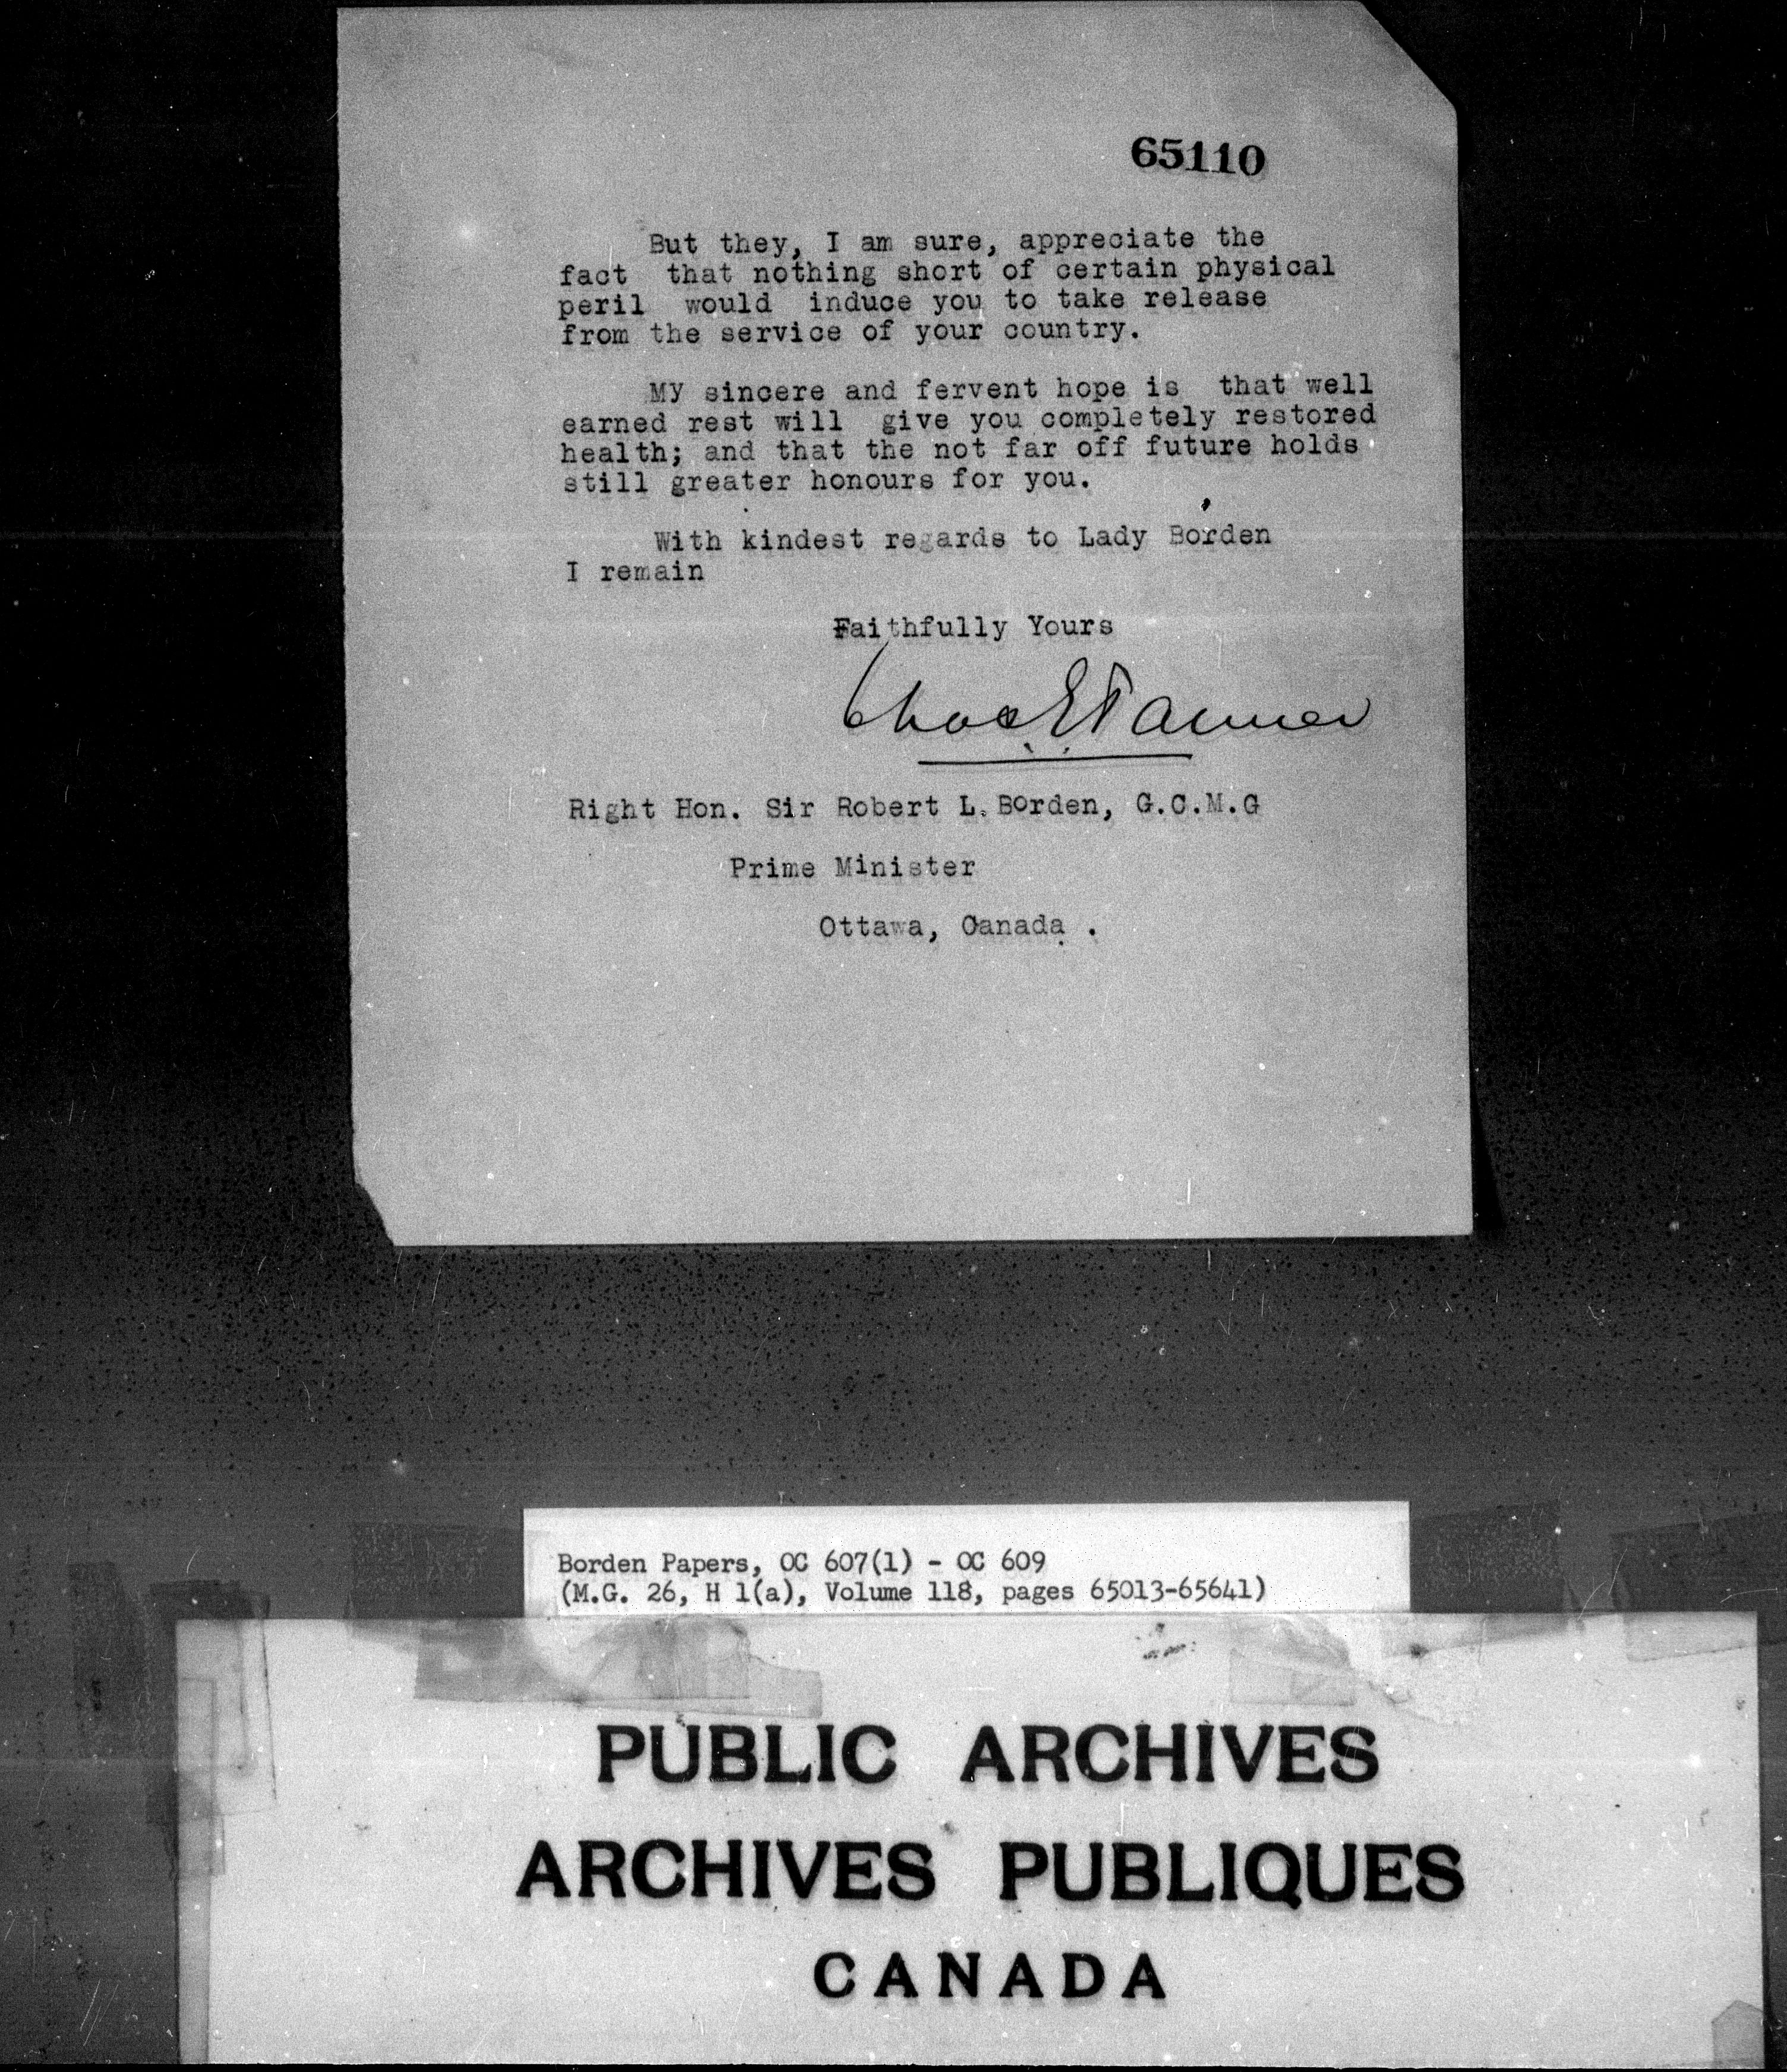 65110
But they, I am sure, appreciate the
fact that nothing short of certain physical
peril would induce you to take release
from the service of your country.
My sincere and fervent hope is that well
earned rest will give you completely restored
health; and that the not far off future holds
still greater honours for you.
With kindest regards to Lady Borden
I remain
Faithfully Yours
Chas E Tanner
Right Hon. Sir Robert L. Borden, G.C.M.G
Prime Minister
Ottawa, Canada .
Borden Papers, OC 607(1) - OC 609
(M.G. 26, H 1(a), Volume 118, pages 65013-65641)
PUBLIC ARCHIVES
ARCHIVES PUBLIQUES
CANADA